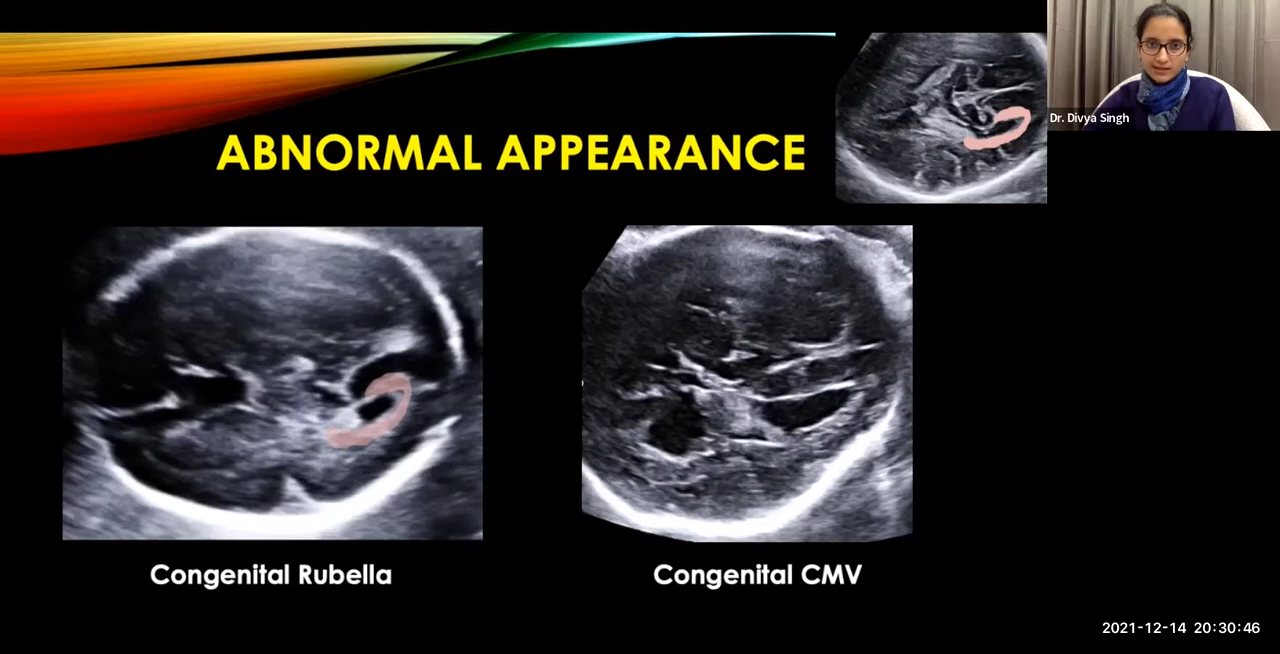 Dr. Divya Singh
ABNORMAL APPEARANCE
Congenital Rubella
Congenital CMV
2021-12-14 20:30:46